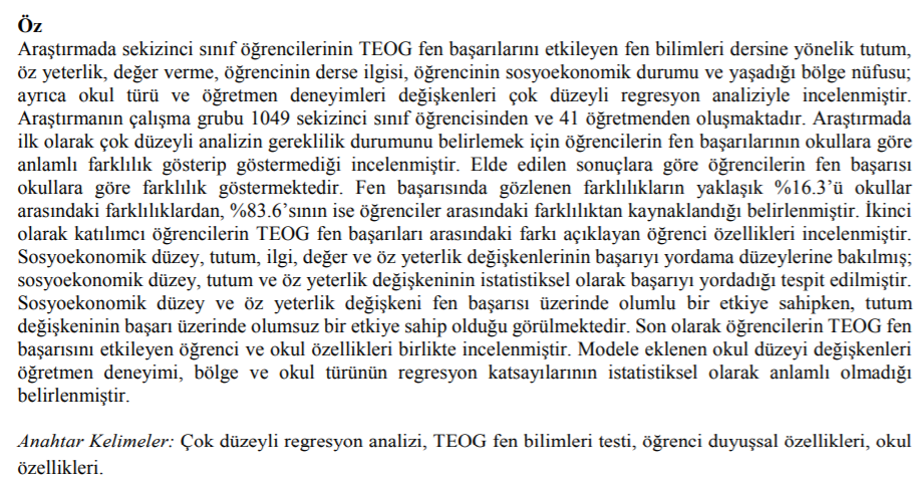 Öz
Araştırmada sekizinci sınıf öğrencilerinin TEOG fen başarılarını etkileyen fen bilimleri dersine yönelik tutum,
öz yeterlik, değer verme, öğrencinin derse ilgisi, öğrencinin sosyoekonomik durumu ve yaşadığı bölge nüfusu;
ayrıca okul türü ve öğretmen deneyimleri değişkenleri çok düzeyli regresyon analiziyle incelenmiştir.
Araştırmanın çalışma grubu 1049 sekizinci sınıf öğrencisinden ve 41 öğretmenden oluşmaktadır. Araştırmada
ilk olarak çok düzeyli analizin gereklilik durumunu belirlemek için öğrencilerin fen başarılarının okullara göre
anlamlı farklılık gösterip göstermediği incelenmiştir. Elde edilen sonuçlara göre öğrencilerin fen başarısı
okullara göre farklılık göstermektedir. Fen başarısında gözlenen farklılıkların yaklaşık %16.3’ü okullar
arasındaki farklılıklardan, %83.6’sının ise öğrenciler arasındaki farklılıktan kaynaklandığı belirlenmiştir. İkinci
olarak katılımcı öğrencilerin TEOG fen başarıları arasındaki farkı açıklayan öğrenci özellikleri incelenmiştir.
Sosyoekonomik düzey, tutum, ilgi, değer ve öz yeterlik değişkenlerinin başarıyı yordama düzeylerine bakılmış;
sosyoekonomik düzey, tutum ve öz yeterlik değişkeninin istatistiksel olarak başarıyı yordadığı tespit edilmiştir.
Sosyoekonomik düzey ve öz yeterlik değişkeni fen başarısı üzerinde olumlu bir etkiye sahipken, tutum
değişkeninin başarı üzerinde olumsuz bir etkiye sahip olduğu görülmektedir. Son olarak öğrencilerin TEOG fen
başarısını etkileyen öğrenci ve okul özellikleri birlikte incelenmiştir. Modele eklenen okul düzeyi değişkenleri
öğretmen deneyimi, bölge ve okul türünün regresyon katsayılarının istatistiksel olarak anlamlı olmadığı
belirlenmiştir.
Anahtar Kelimeler: Çok düzeyli regresyon analizi, TEOG fen bilimleri testi, öğrenci duyuşsal özellikleri, okul
özellikleri.